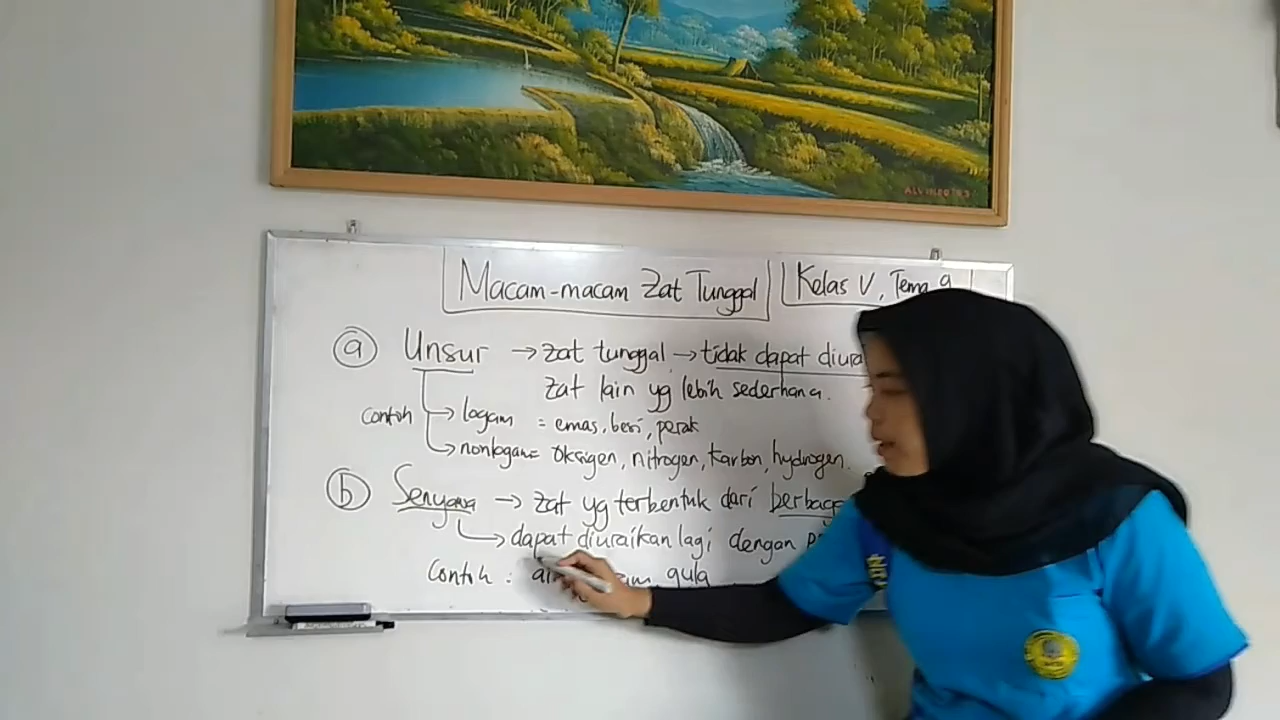 Macam-macam Zat Tunggal
Kelas V, Tema 9
a Unsur → zat tunggal → tidak dapat
zat lain yg lebih sederhana.
contoh → logam = emas, besi, perak
→ nonlogam = oksigen, nitrogen, karbon, hydrogen.
b Senyawa → zat yg terbentuk dari
→ dapat diuraikan lagi dengan
Contoh : gula